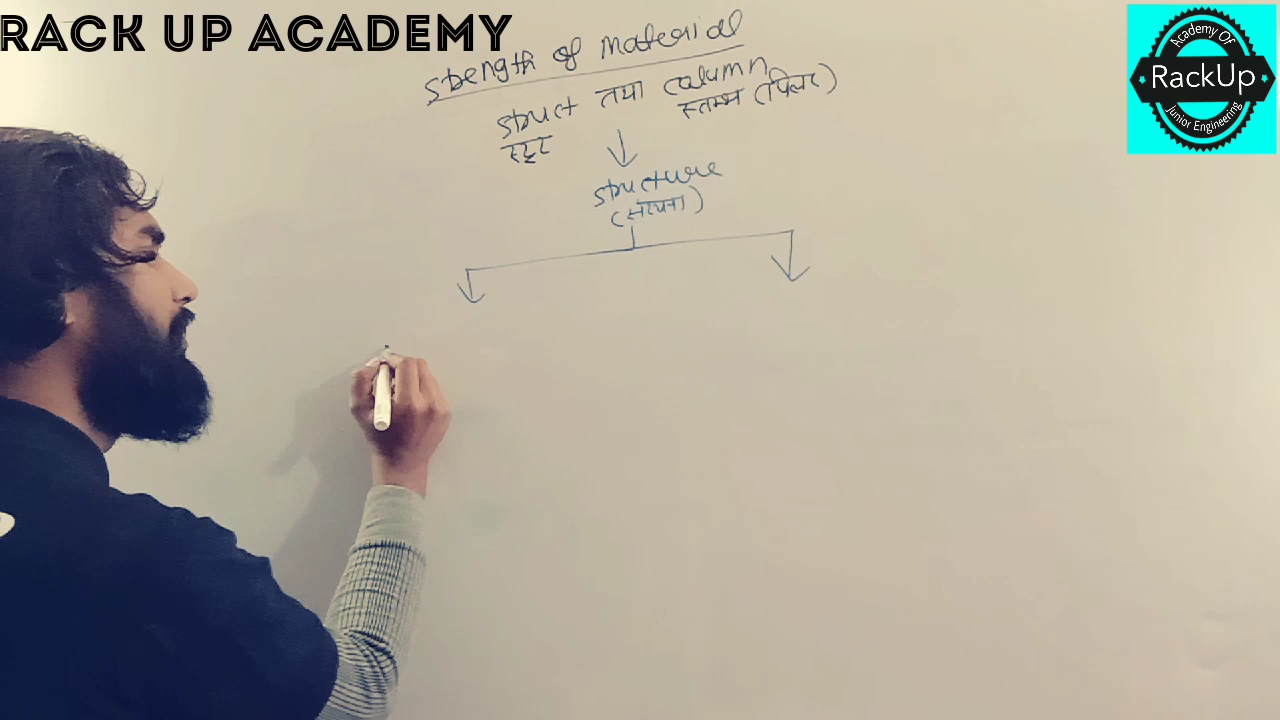 RACK UP ACADEMY
Strength of Material
Struct तथा Column
स्ट्रट स्तम्भ (पिलर)
Structure
(संरचना)
Academy Of
RackUp
Junior Engineering